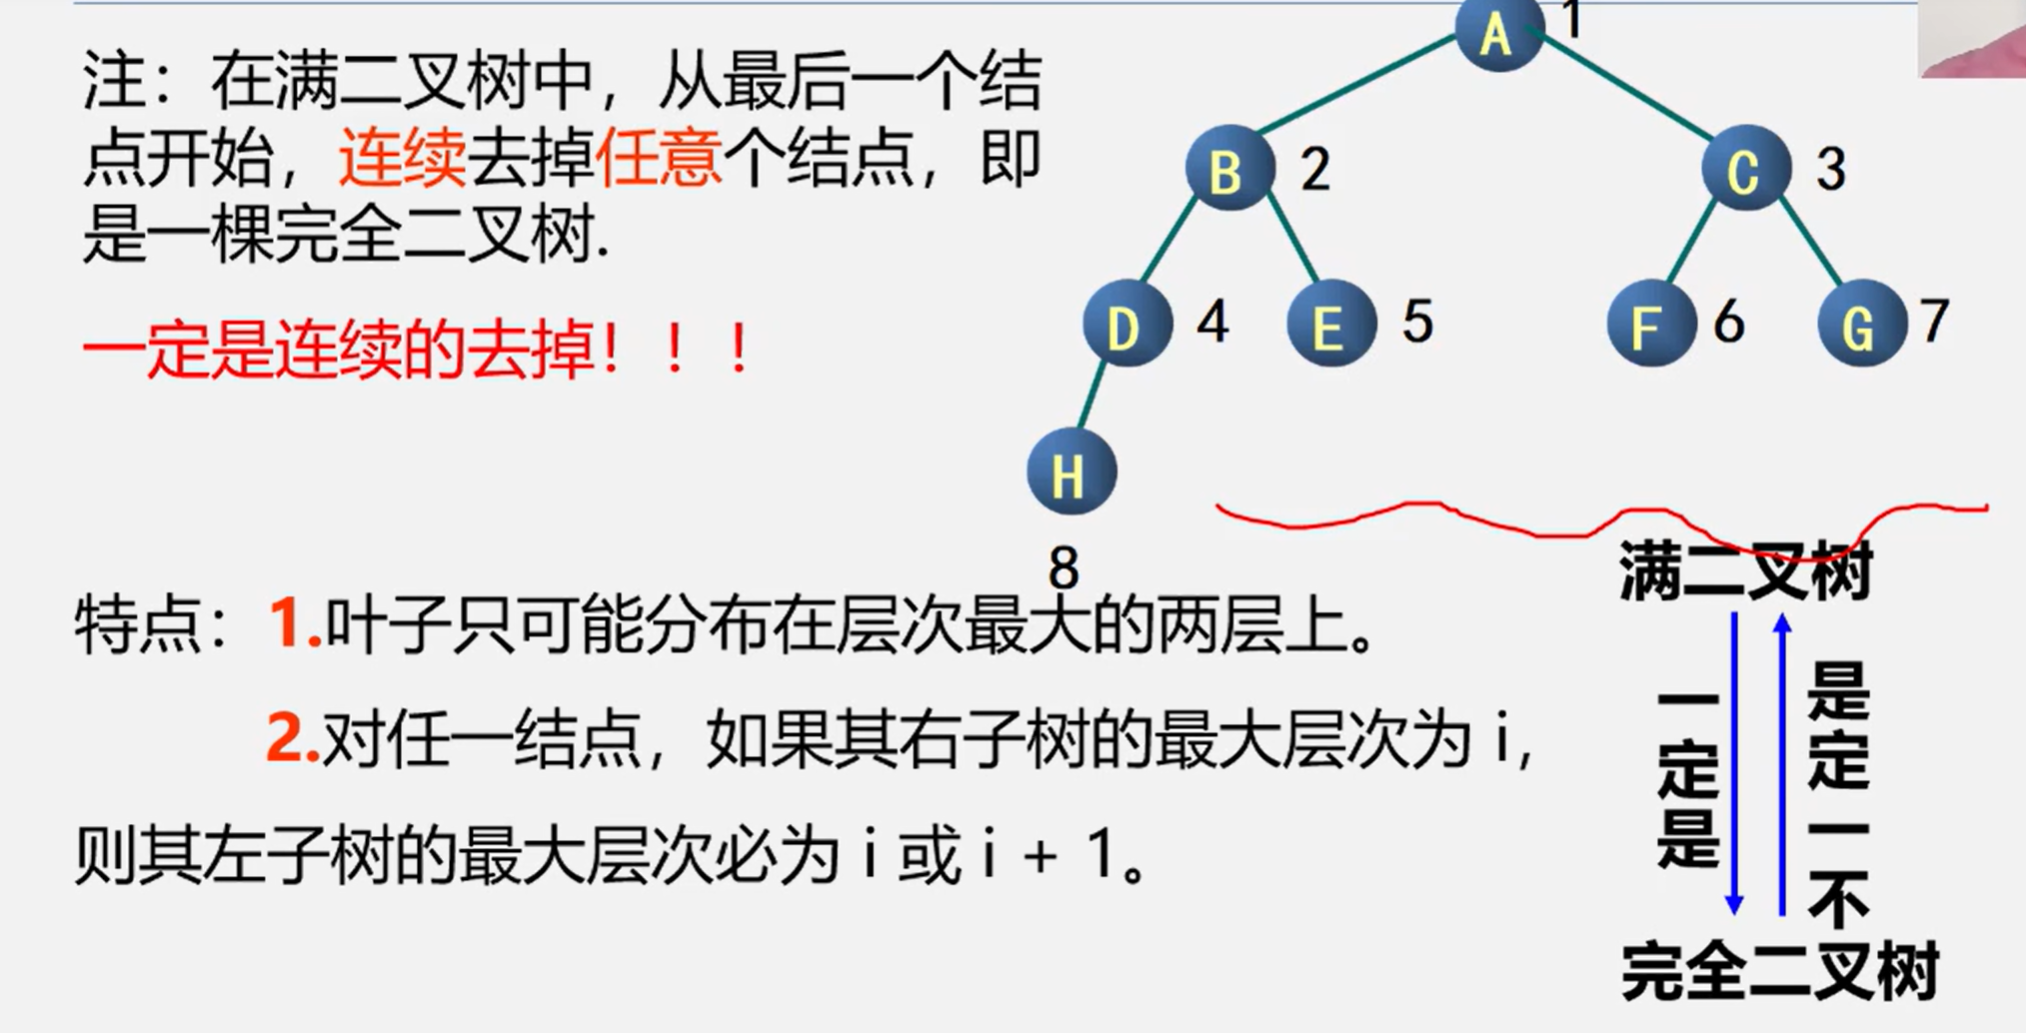 注：在满二叉树中，从最后一个结
点开始，连续去掉任意个结点，即
是一棵完全二叉树.
一定是连续的去掉！！！
A 1
B 2
C 3
D 4
E 5
F 6
G 7
H
8
特点：1.叶子只可能分布在层次最大的两层上。
2.对任一结点，如果其右子树的最大层次为 i，
则其左子树的最大层次必为 i 或 i + 1。
满二叉树
一定是
是定一不
完全二叉树